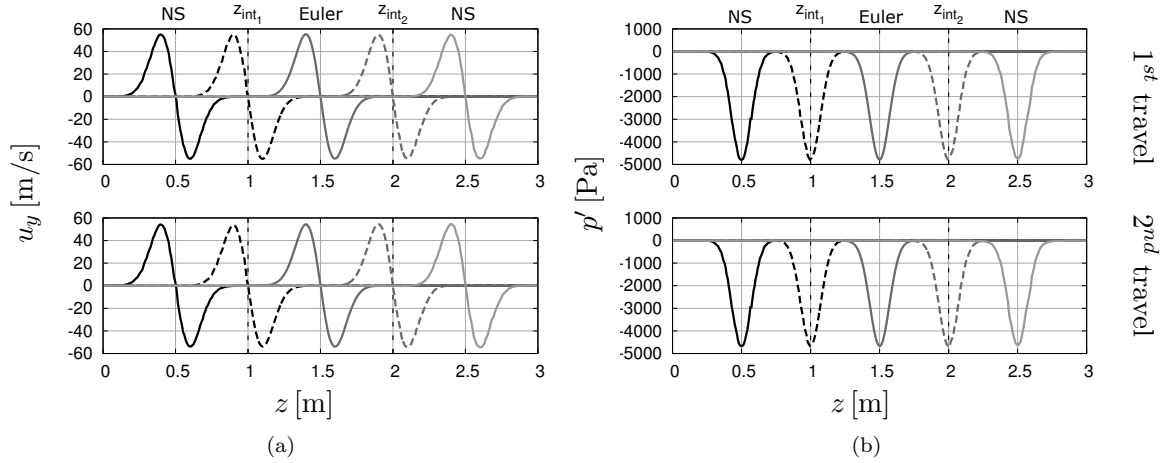 NS z_int1 Euler z_int2 NS
60
40
20
0
-20
-40
-60
0 0.5 1 1.5 2 2.5 3
60
40
20
0
-20
-40
-60
0 0.5 1 1.5 2 2.5 3
u_y [m/s]
z [m]
(a)
NS z_int1 Euler z_int2 NS
1000
0
-1000
-2000
-3000
-4000
-5000
0 0.5 1 1.5 2 2.5 3
1000
0
-1000
-2000
-3000
-4000
-5000
0 0.5 1 1.5 2 2.5 3
p′ [Pa]
z [m]
(b)
1st travel
2nd travel